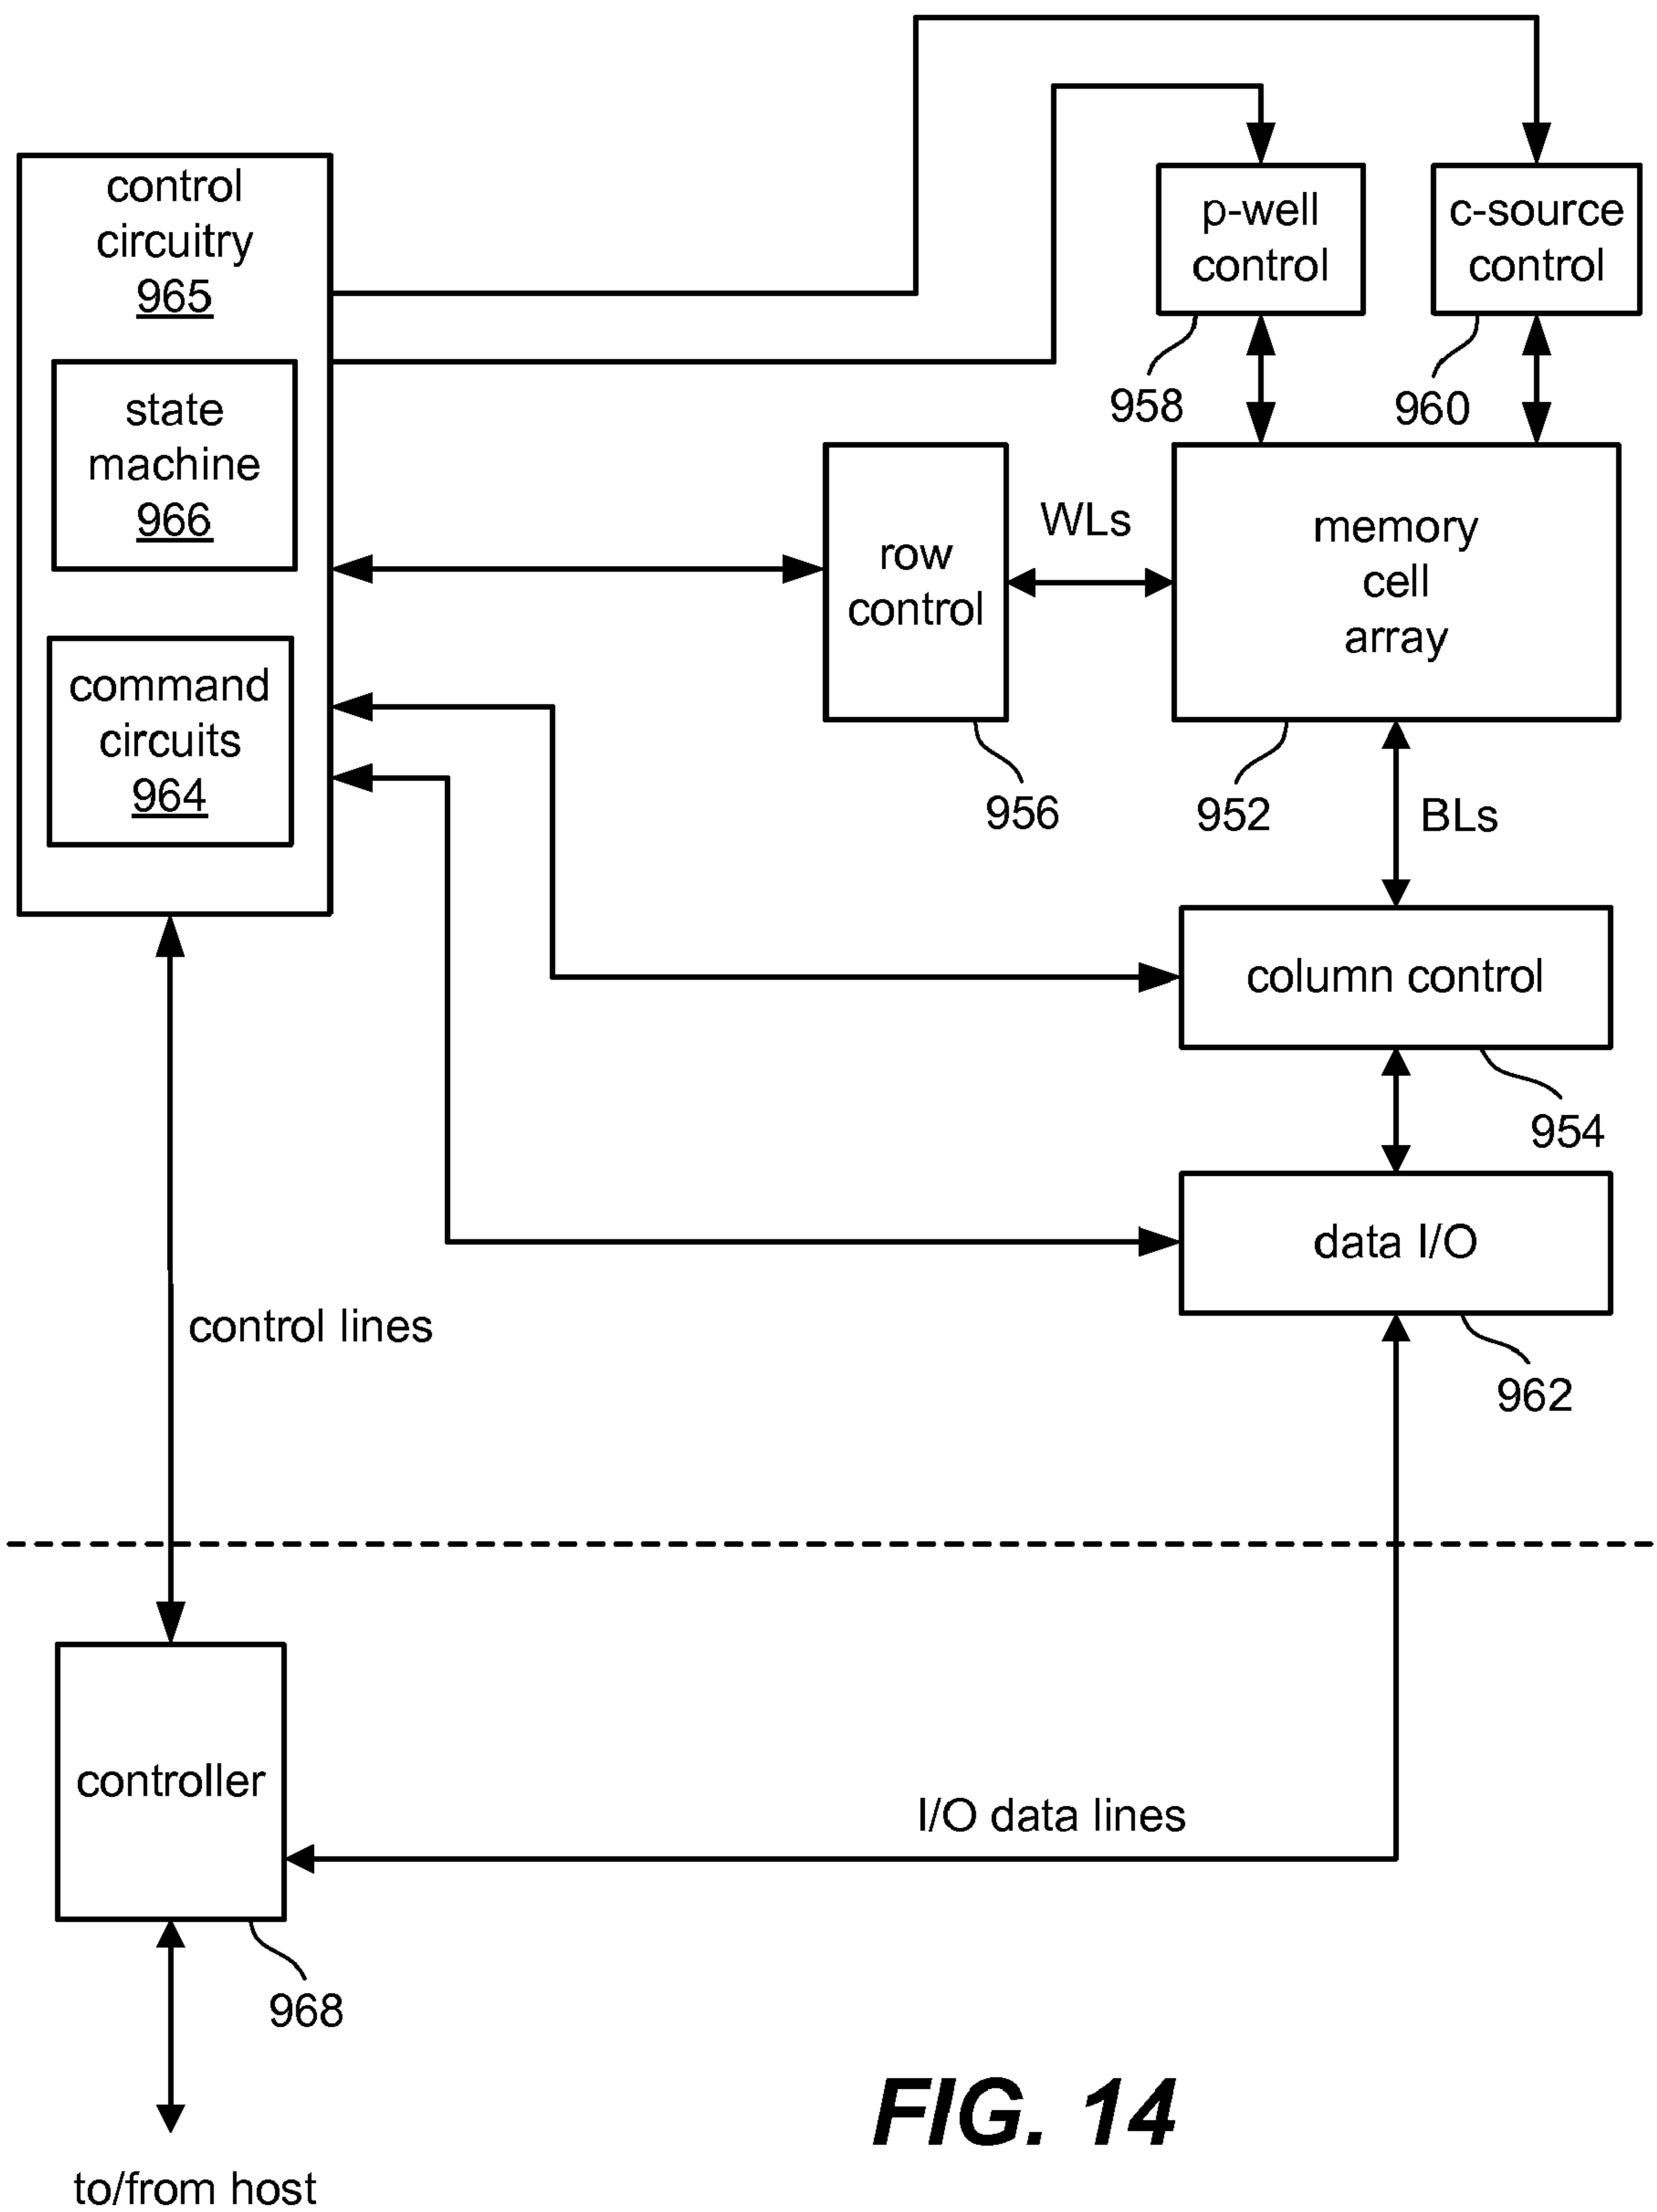 control
circuitry
965
state
machine
966
command
circuits
964
p-well
control
958
c-source
control
960
row
control
956
WLs
memory
cell
array
952
BLs
column control
954
data I/O
962
control lines
controller
968
I/O data lines
to/from host
FIG. 14